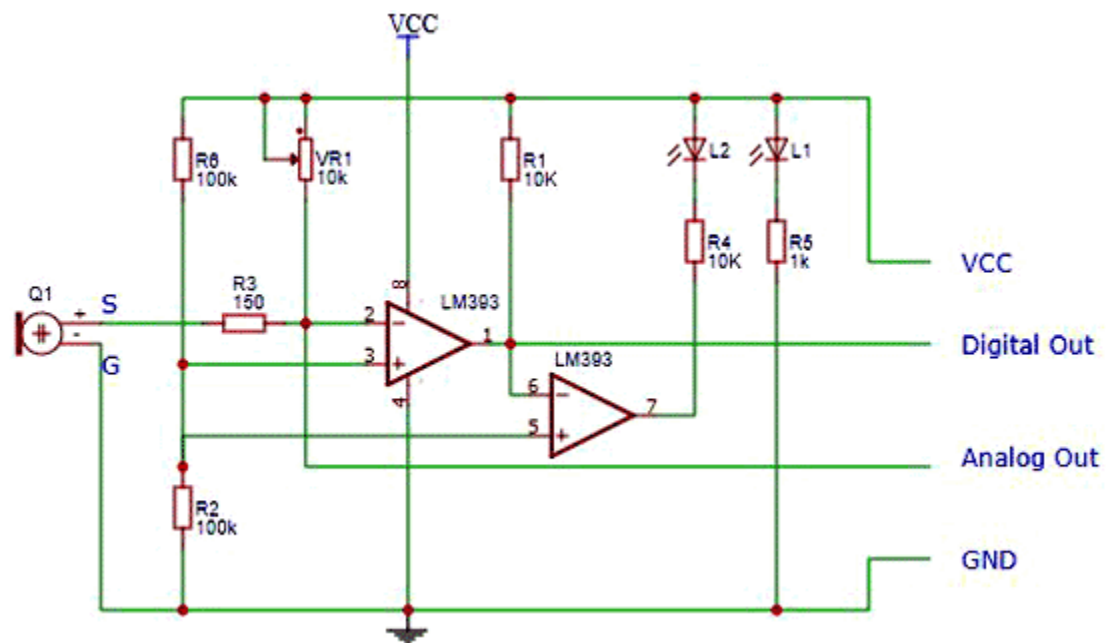 VCC
R6
100k
VR1
10k
R1
10K
L2
L1
R4
10K
R5
1k
VCC
Q1
+
-
S
G
R3
150
8
LM393
2
-
3
+
1
4
Digital Out
LM393
6
-
5
+
7
Analog Out
R2
100k
GND